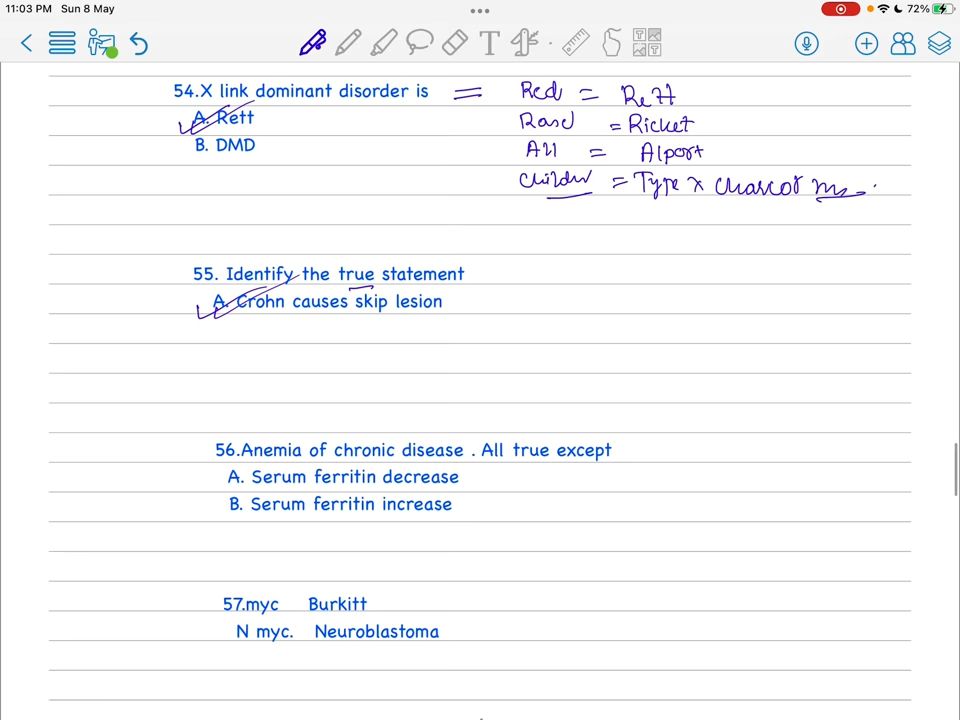 11:03 PM Sun 8 May
72%
54.X link dominant disorder is = Red = Rett
A. Rett
= Ricket
B. DMD
All = Alport
= Type X Charcot
55. Identify the true statement
A. Crohn causes skip lesion
56.Anemia of chronic disease . All true except
A. Serum ferritin decrease
B. Serum ferritin increase
57.myc Burkitt
N myc. Neuroblastoma